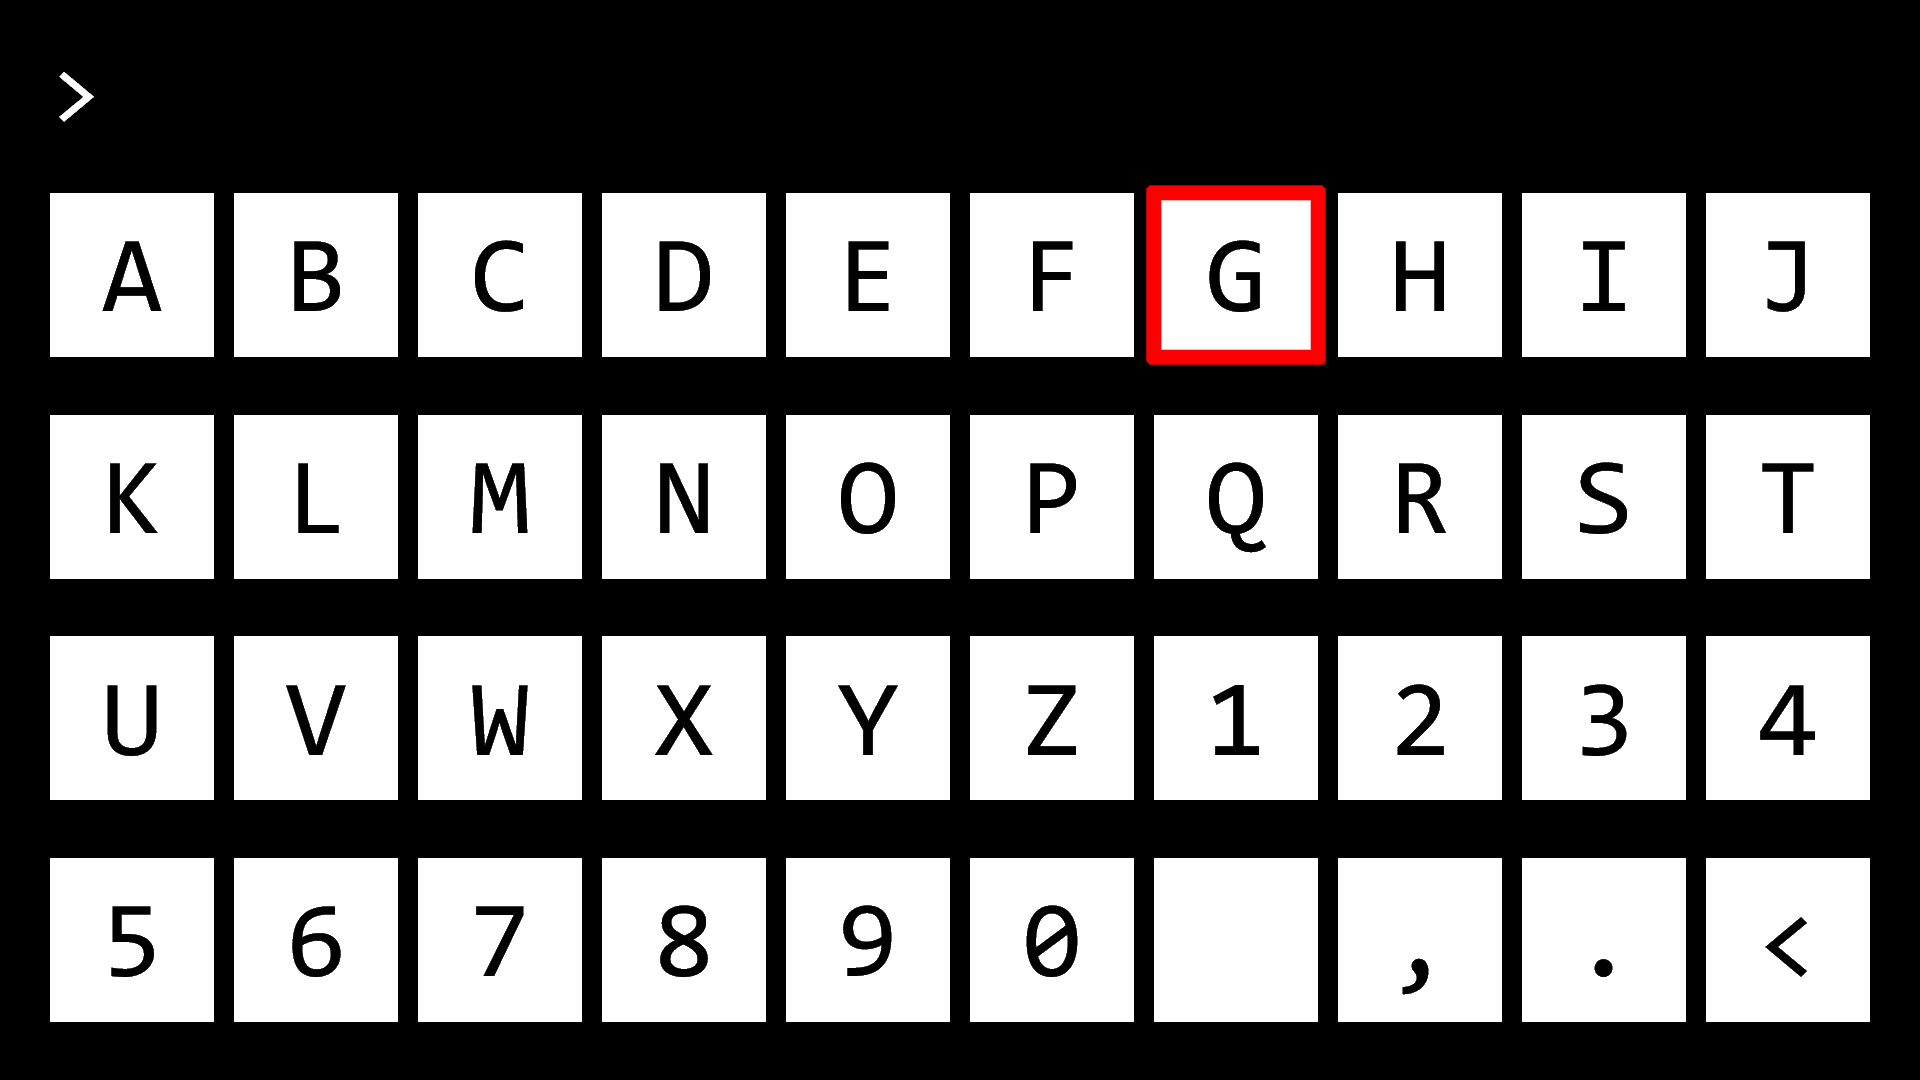 >
A B C D E F G H I J
K L M N O P Q R S T
U V W X Y Z 1 2 3 4
5 6 7 8 9 0 , . <